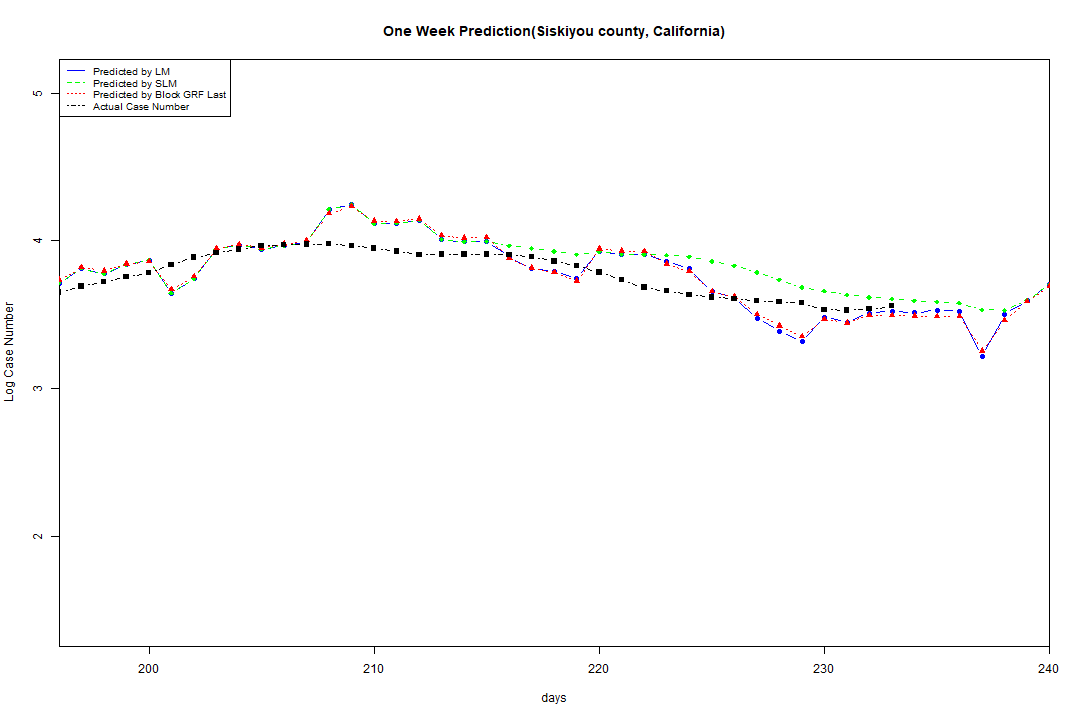 One Week Prediction(Siskiyou county, California)
Predicted by LM
Predicted by SLM
Predicted by Block GRF Last
Actual Case Number
5
4
3
2
Log Case Number
200
210
220
230
240
days